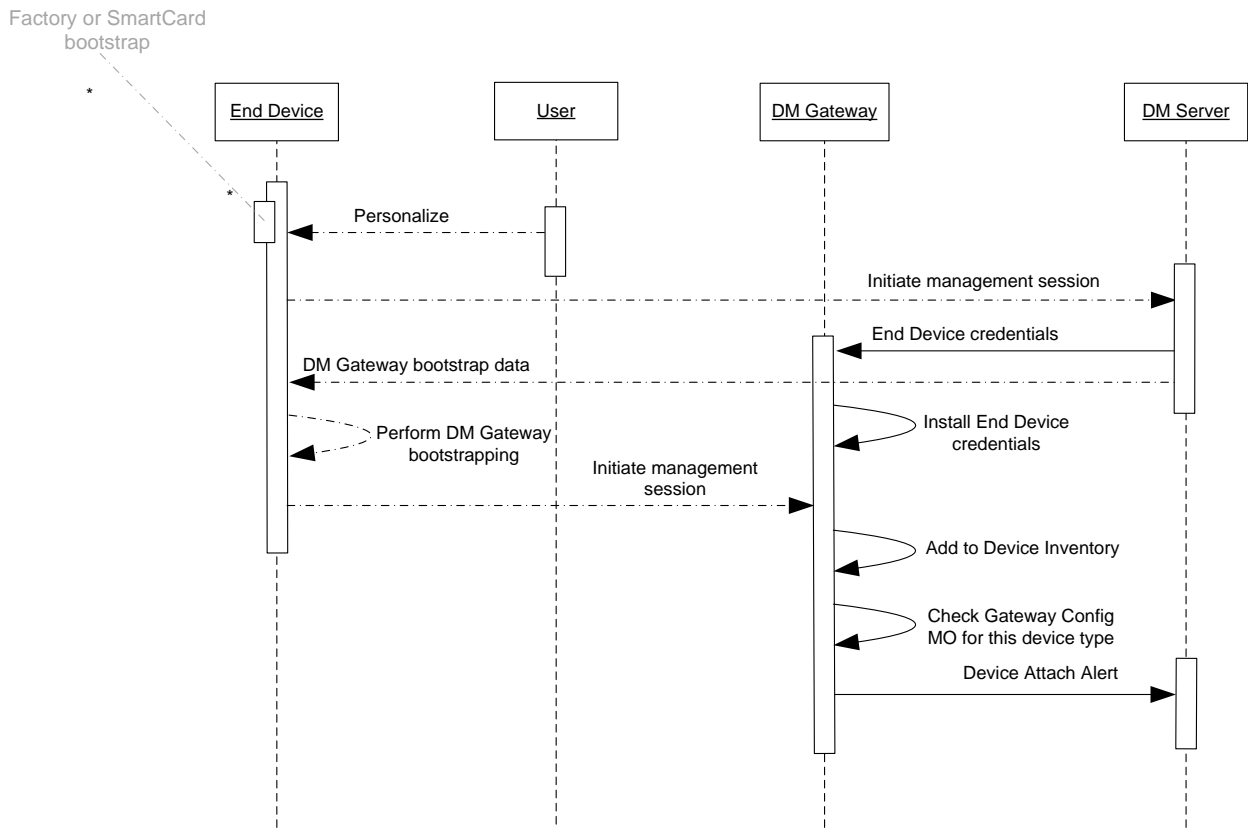 Factory or SmartCard
bootstrap
*
*
End Device
User
DM Gateway
DM Server
Personalize
Initiate management session
End Device credentials
DM Gateway bootstrap data
Install End Device
credentials
Perform DM Gateway
bootstrapping
Initiate management
session
Add to Device Inventory
Check Gateway Config
MO for this device type
Device Attach Alert